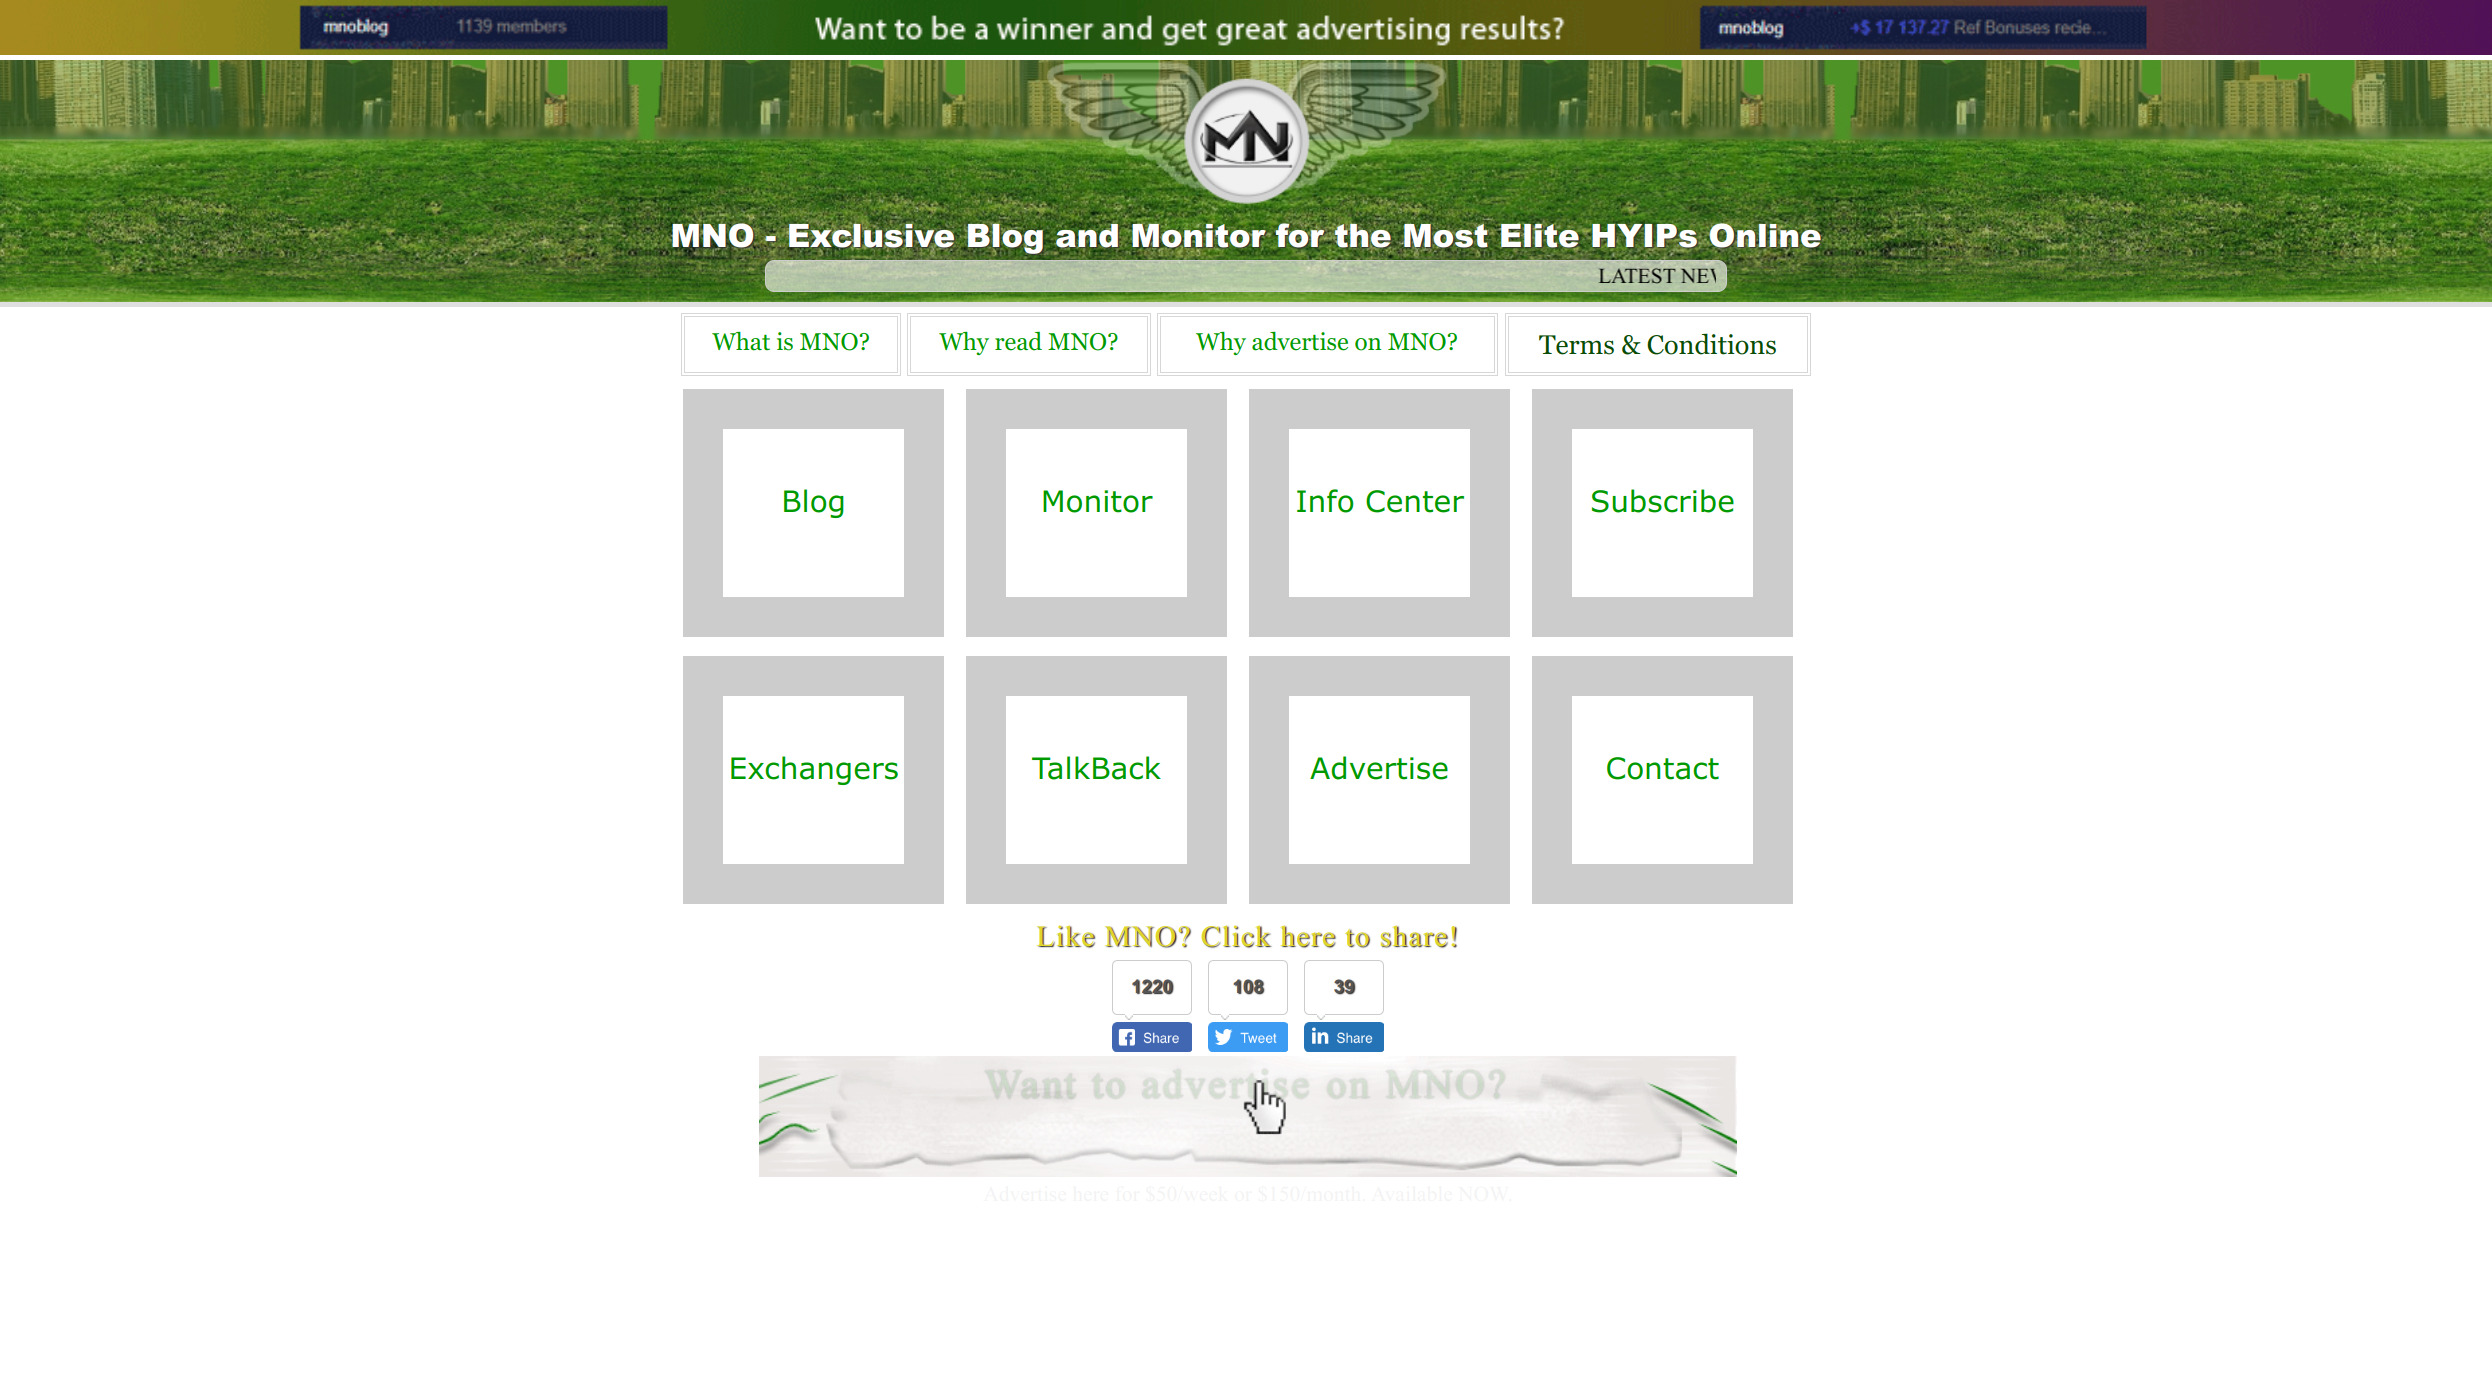 mnoblog 1139 members Want to be a winner and get great advertising results? mnoblog +$ 17 137.27 Ref Bonuses recie...
MN
MNO - Exclusive Blog and Monitor for the Most Elite HYIPs Online
LATEST NEW
What is MNO? Why read MNO? Why advertise on MNO? Terms & Conditions
Blog Monitor Info Center Subscribe
Exchangers TalkBack Advertise Contact
Like MNO? Click here to share!
1220 108 39
Share Tweet Share
Want to advertise on MNO?
Advertise here for $50/week or $150/month. Available NOW.